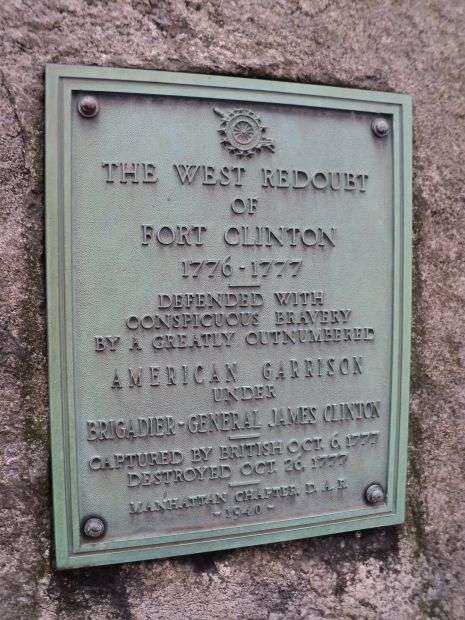 THE WEST REDOUBT
OF
FORT CLINTON
1776-1777
DEFENDED WITH
CONSPICUOUS BRAVERY
BY A GREATLY OUTNUMBERED
AMERICAN GARRISON
UNDER
BRIGADIER-GENERAL JAMES CLINTON
CAPTURED BY BRITISH OCT. 6, 1777
DESTROYED OCT. 26, 1777
MANHATTAN CHAPTER, D. A. R.
-1940-